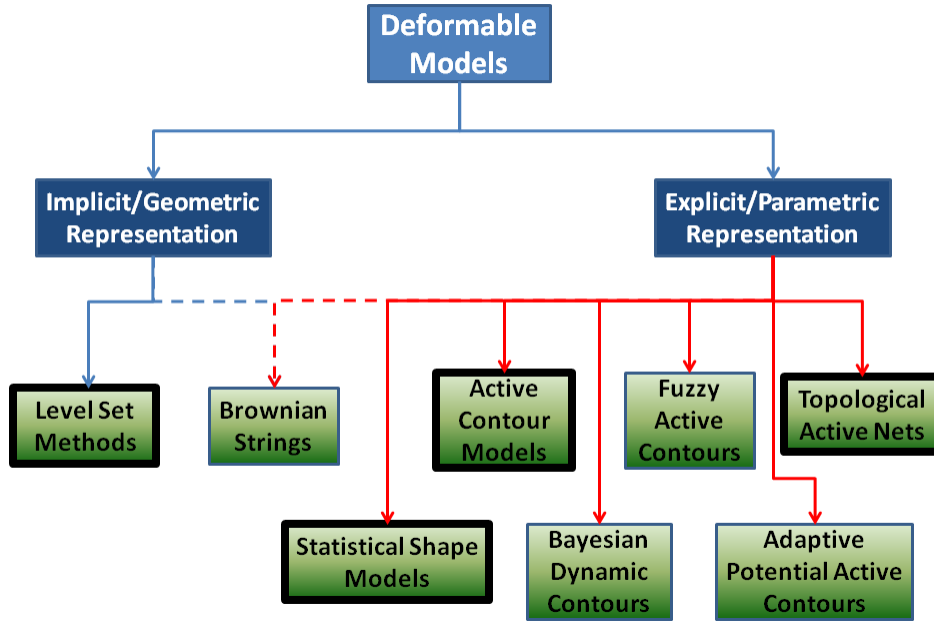 Deformable
Models
Implicit/Geometric
Representation
Explicit/Parametric
Representation
Level Set
Methods
Brownian
Strings
Active
Contour
Models
Fuzzy
Active
Contours
Topological
Active Nets
Statistical Shape
Models
Bayesian
Dynamic
Contours
Adaptive
Potential Active
Contours